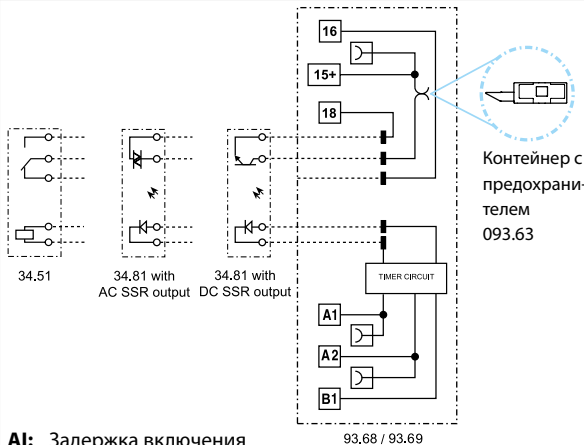 16
15+
18
Контейнер с
предохрани-
телем
093.63
34.51
34.81 with
AC SSR output
34.81 with
DC SSR output
TIMER CIRCUIT
A1
A2
B1
93.68 / 93.69
AI: Задержка включения